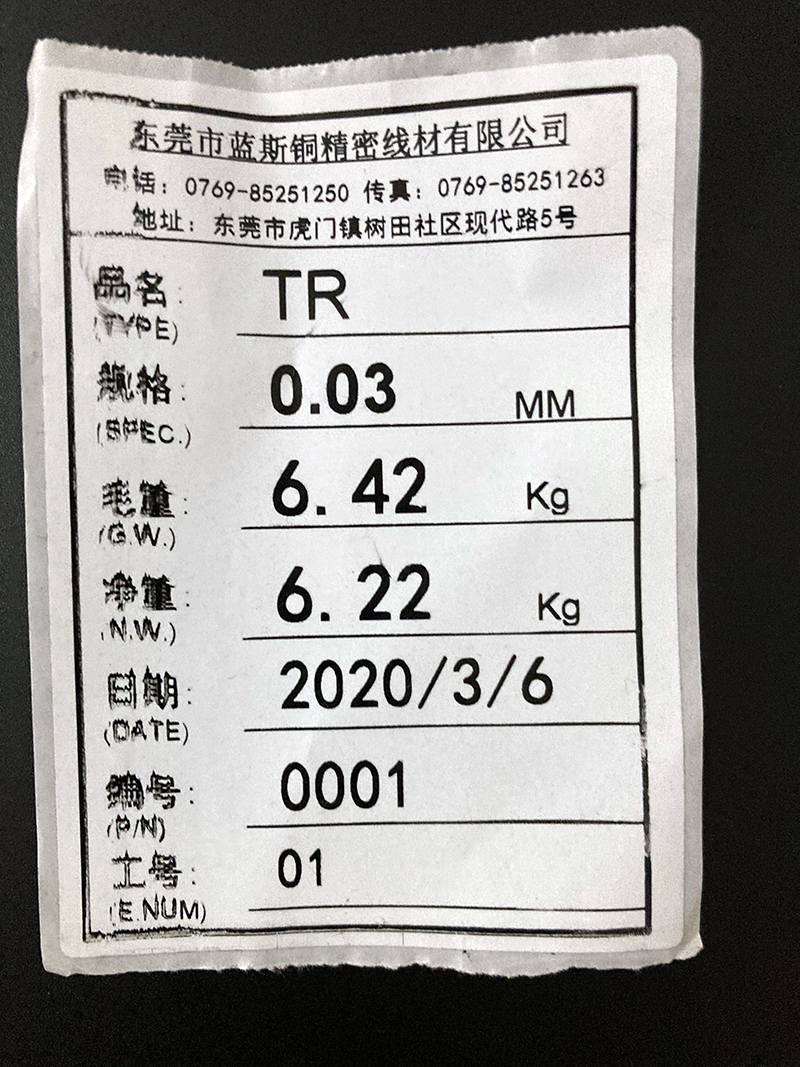 东莞市蓝斯铜精密线材有限公司
电话：0769-85251250 传真：0769-85251263
地址：东莞市虎门镇树田社区现代路5号
品名： TR
(TYPE)
规格： 0.03 MM
(SPEC.)
毛重： 6.42 Kg
(G.W.)
净重： 6.22 Kg
(N.W.)
日期： 2020/3/6
(DATE)
编号： 0001
(P/N)
工号： 01
(E.NUM)